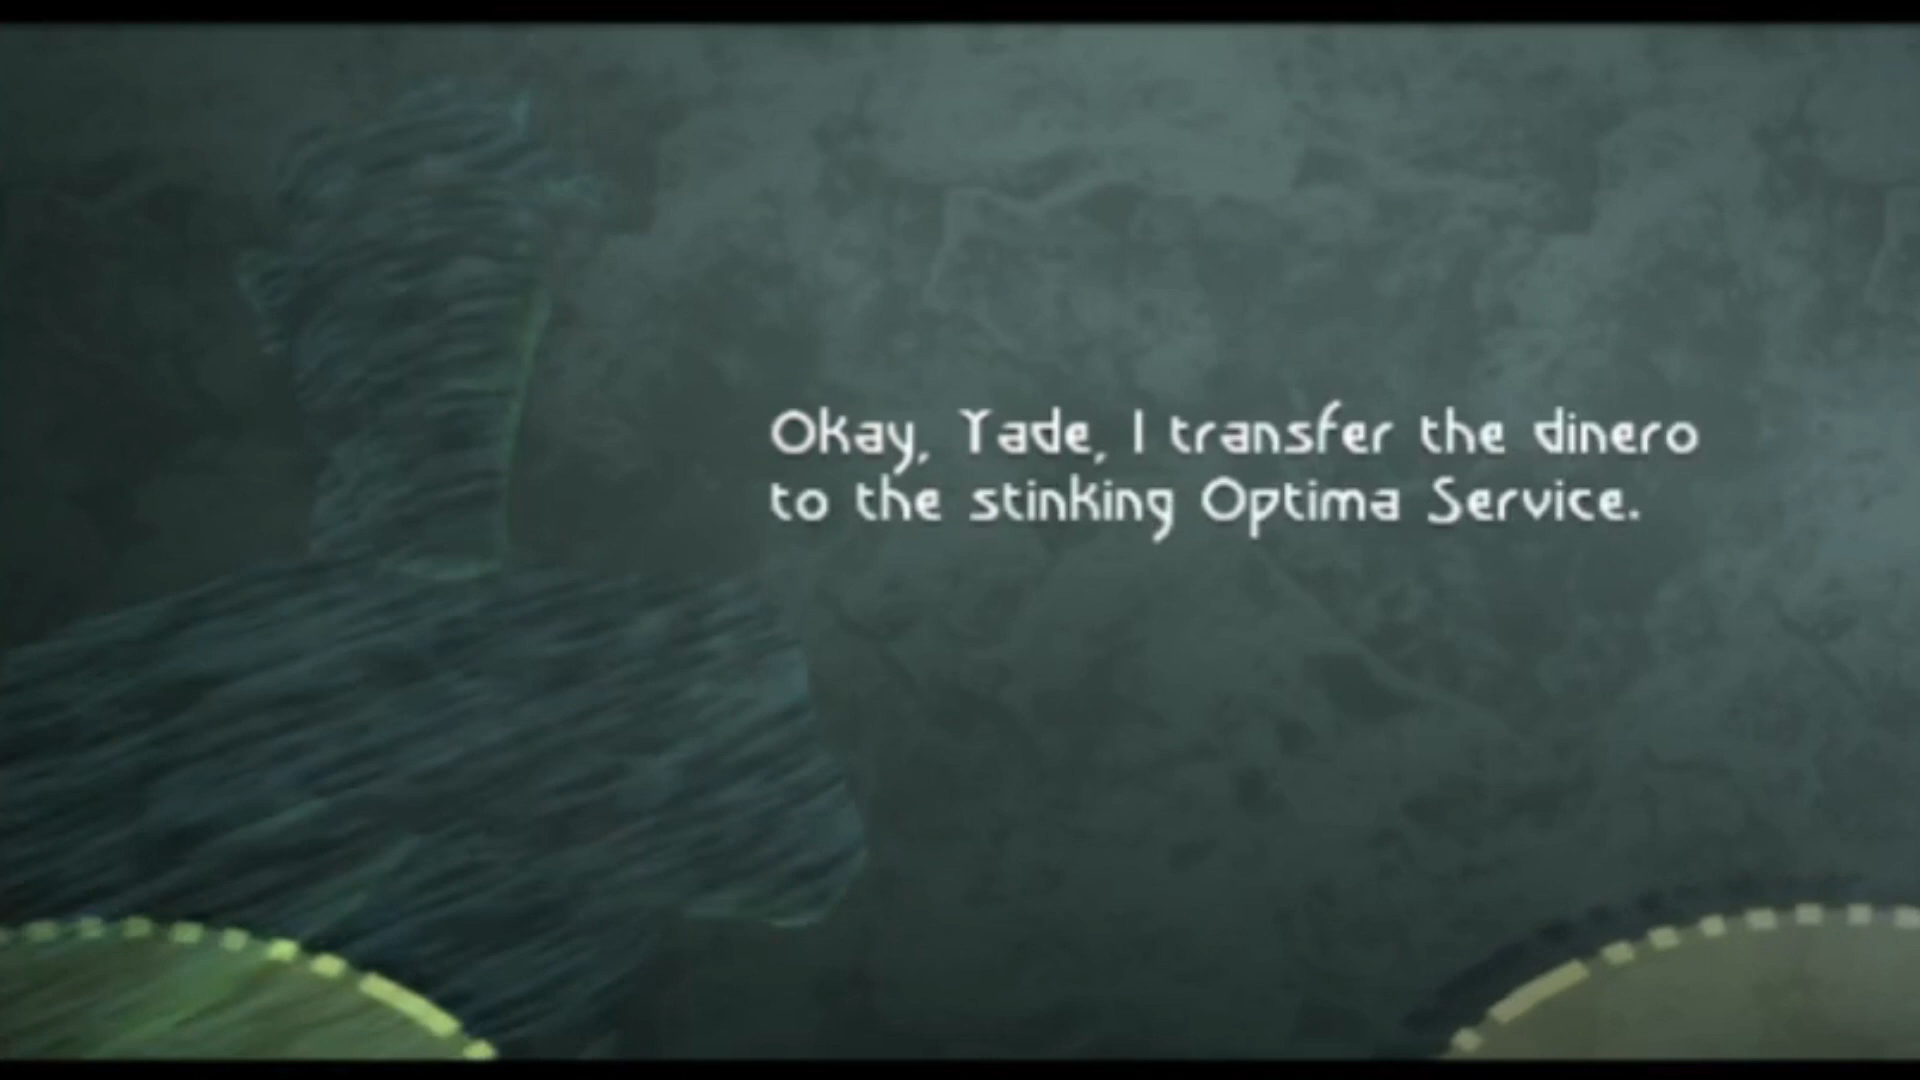 Okay, Yade, I transfer the dinero
to the stinking Optima Service.